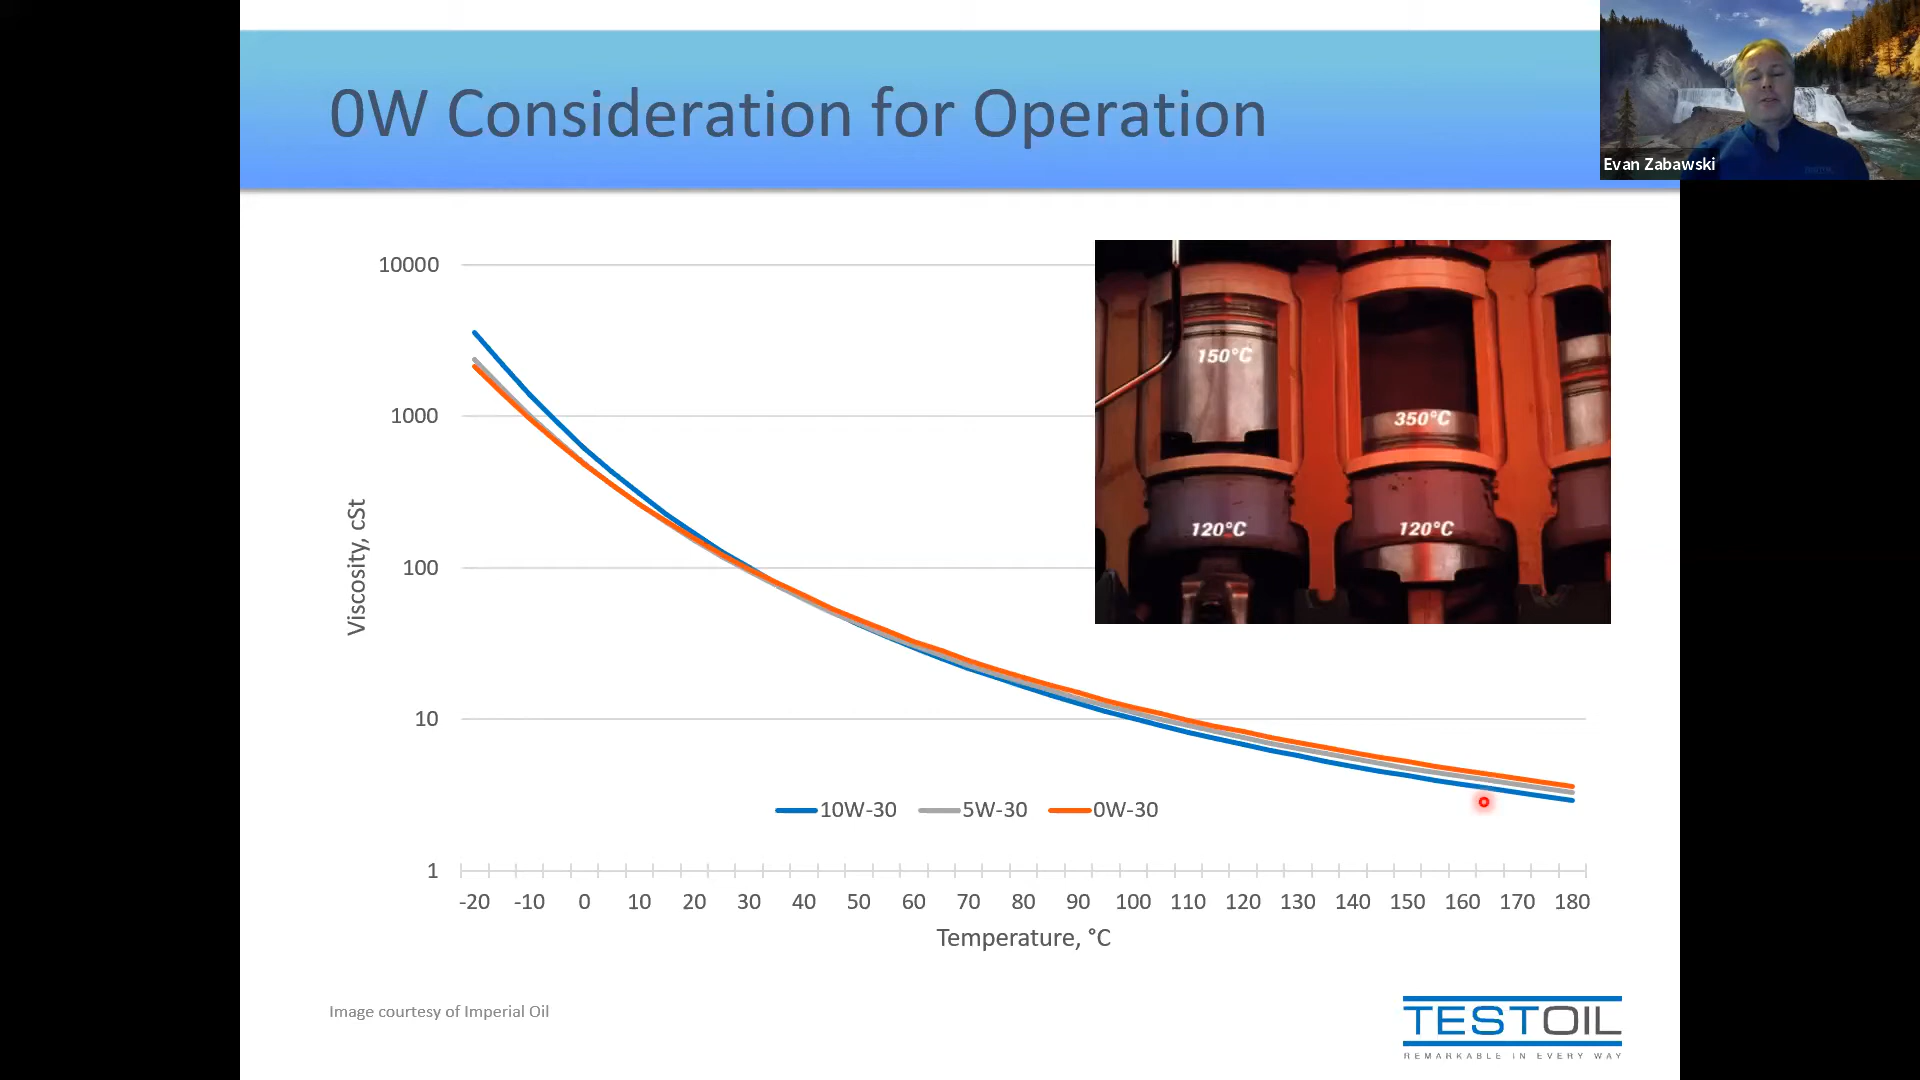 0W Consideration for Operation
Evan Zabawski
10000
1000
100
10
1
Viscosity, cSt
150°C
350°C
120°C
120°C
10W-30
5W-30
0W-30
-20 -10 0 10 20 30 40 50 60 70 80 90 100 110 120 130 140 150 160 170 180
Temperature, °C
Image courtesy of Imperial Oil
TESTOIL
REMARKABLE IN EVERY WAY